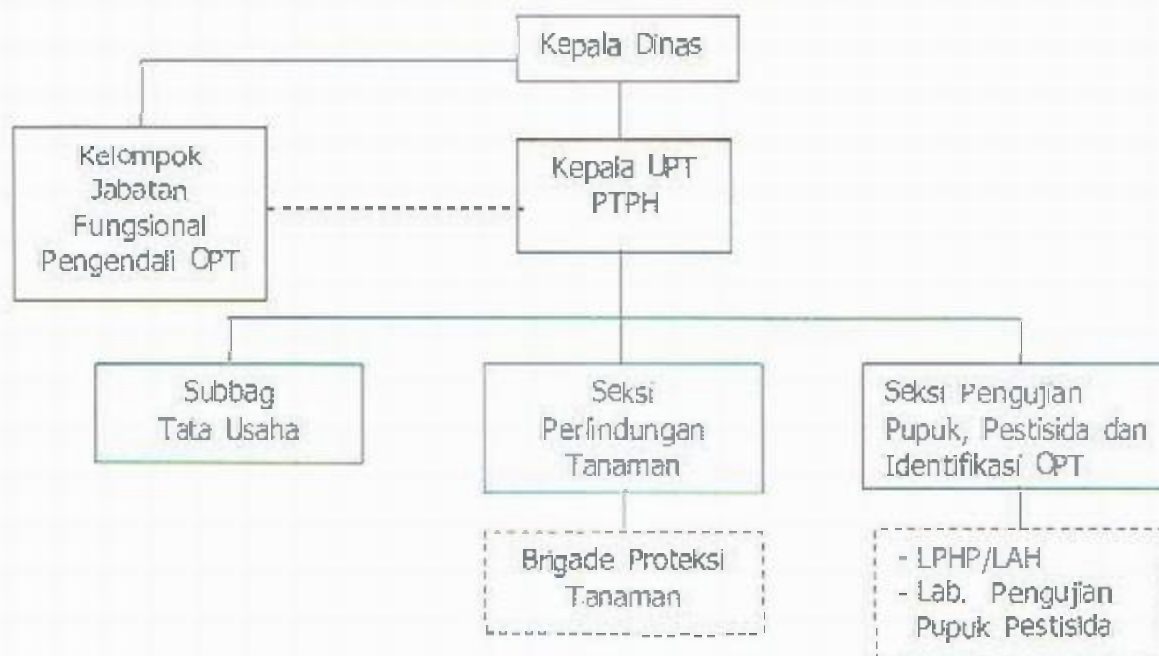 Kepala Dinas
Kelompok
Jabatan
Fungsional
Pengendali OPT
Kepala UPT
PTPH
Subbag
Tata Usaha
Seksi
Perlindungan
Tanaman
Seksi Pengujian
Pupuk, Pestisida dan
Identifikasi OPT
Brigade Proteksi
Tanaman
- LPHP/LAH
- Lab. Pengujian
Pupuk Pestisida